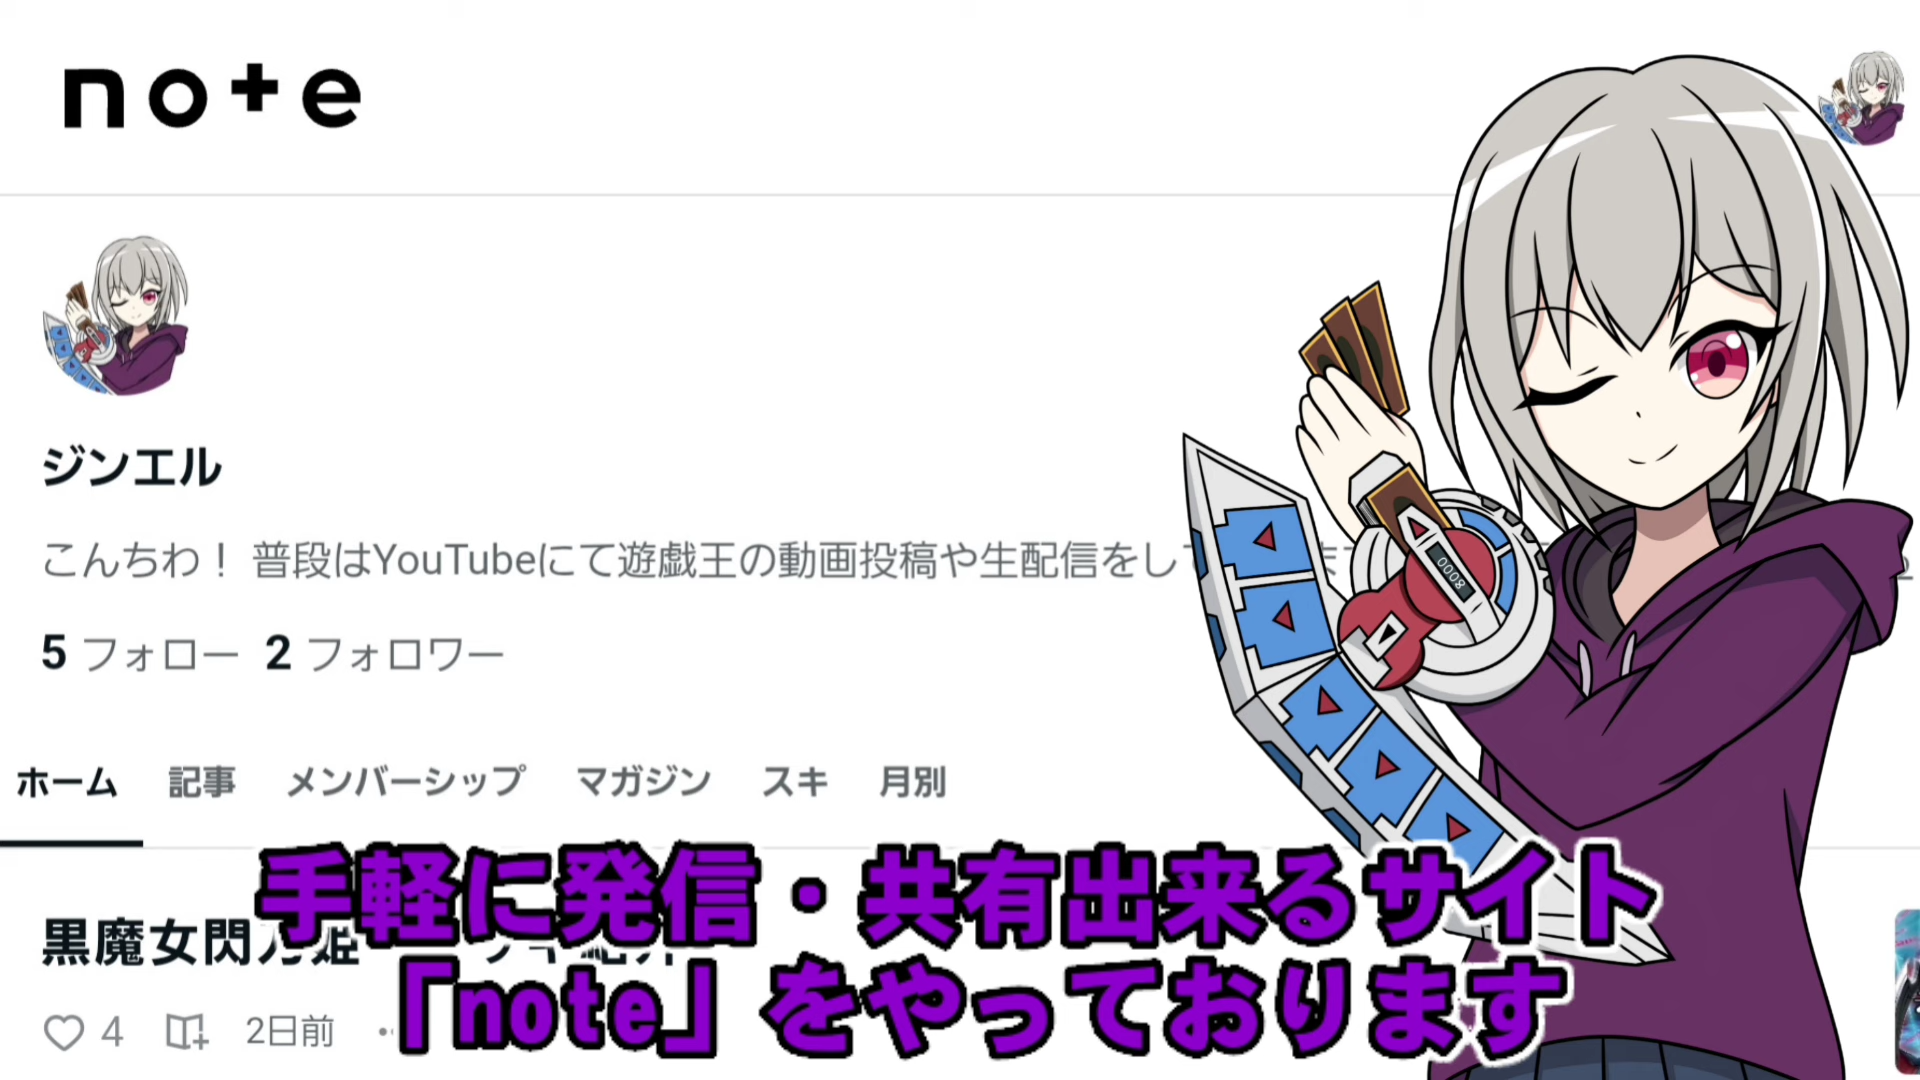 note
ジンエル
こんちわ！ 普段はYouTubeにて遊戯王の動画投稿や生配信をし
5 フォロー 2 フォロワー
ホーム 記事 メンバーシップ マガジン スキ 月別
黒魔女閃刀姫
手軽に発信・共有出来るサイト
「note」をやっております
4 2日前
8000